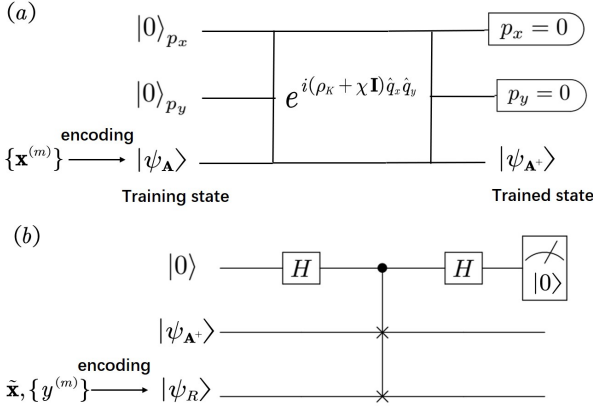 (a)
|0⟩_{p_x}
p_x = 0
|0⟩_{p_y}
e^{i(ρ_K + χ𝐈)q̂_x q̂_y}
p_y = 0
encoding
{𝐱^{(m)}} |ψ_𝐀⟩
|ψ_{𝐀⁺}⟩
Training state
Trained state
(b)
|0⟩
H
H
|0⟩
|ψ_{𝐀⁺}⟩
encoding
𝐱̃, {y^{(m)}} |ψ_R⟩